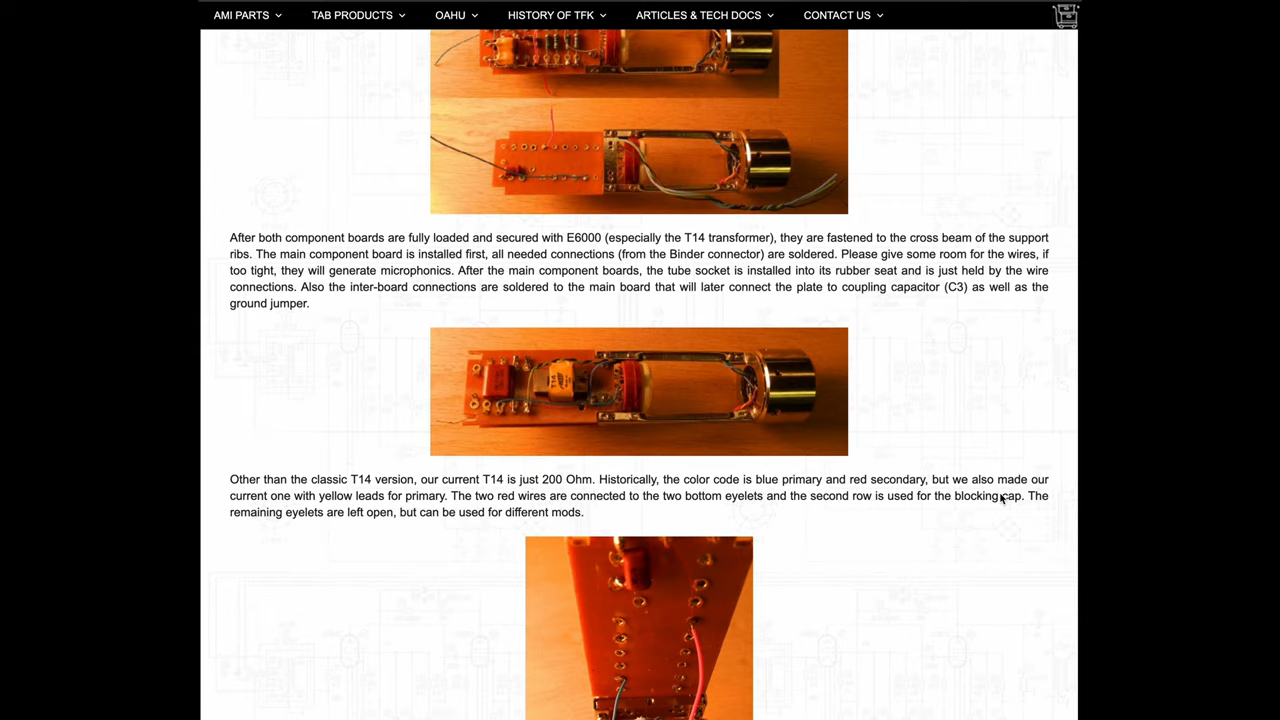 AMI PARTS TAB PRODUCTS OAHU HISTORY OF TFK ARTICLES & TECH DOCS CONTACT US
After both component boards are fully loaded and secured with E6000 (especially the T14 transformer), they are fastened to the cross beam of the support
ribs. The main component board is installed first, all needed connections (from the Binder connector) are soldered. Please give some room for the wires, if
too tight, they will generate microphonics. After the main component boards, the tube socket is installed into its rubber seat and is just held by the wire
connections. Also the inter-board connections are soldered to the main board that will later connect the plate to coupling capacitor (C3) as well as the
ground jumper.
T14
Other than the classic T14 version, our current T14 is just 200 Ohm. Historically, the color code is blue primary and red secondary, but we also made our
current one with yellow leads for primary. The two red wires are connected to the two bottom eyelets and the second row is used for the blocking cap. The
remaining eyelets are left open, but can be used for different mods.